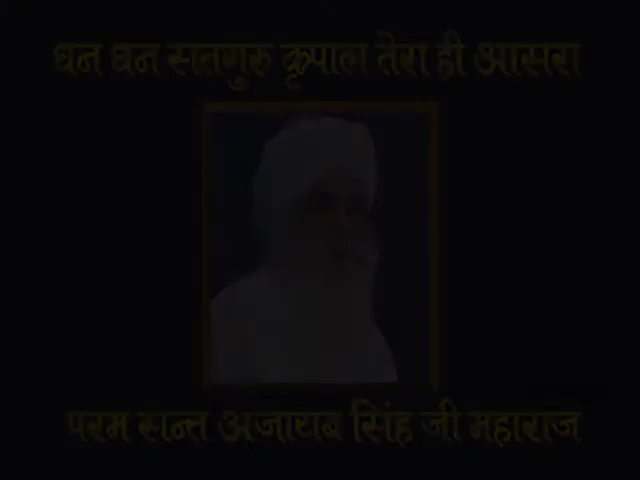 धन धन सतगुरु कृपाल तेरा ही आसरा
परम सन्त अजायब सिंह जी महाराज